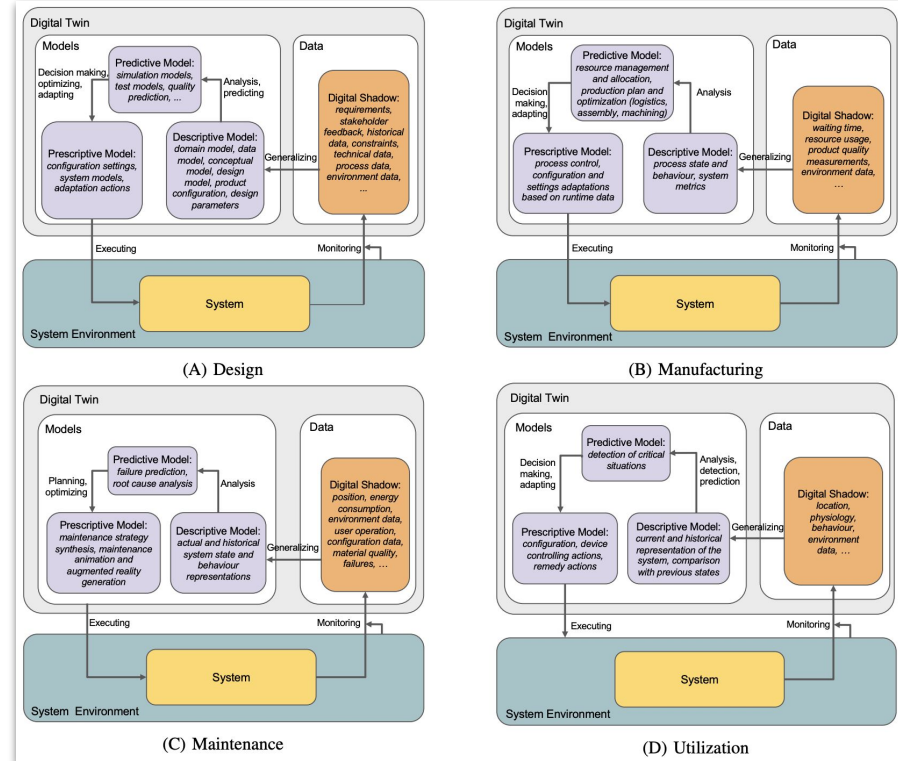 Digital Twin
Models
Data
Predictive Model:
simulation models,
test models, quality
prediction, ...
Decision making,
optimizing,
adapting
Analysis,
predicting
Prescriptive Model:
configuration settings,
system models,
adaptation actions
Descriptive Model:
domain model, data
model, conceptual
model, design
model, product
configuration, design
parameters
Generalizing
Digital Shadow:
requirements,
stakeholder
feedback, historical
data, constraints,
technical data,
process data,
environment data,
...
Executing
Monitoring
System
System Environment
(A) Design
Digital Twin
Models
Data
Predictive Model:
resource management
and allocation,
production plan and
optimization (logistics,
assembly, machining)
Decision
making,
adapting
Analysis
Prescriptive Model:
process control,
configuration and
settings adaptations
based on runtime data
Descriptive Model:
process state and
behaviour, system
metrics
Generalizing
Digital Shadow:
waiting time,
resource usage,
product quality
measurements,
environment data,
...
Executing
Monitoring
System
System Environment
(B) Manufacturing
Digital Twin
Models
Data
Predictive Model:
failure prediction,
root cause analysis
Planning,
optimizing
Analysis
Prescriptive Model:
maintenance strategy
synthesis, maintenance
animation and
augmented reality
generation
Descriptive Model:
actual and historical
system state and
behaviour
representations
Generalizing
Digital Shadow:
position, energy
consumption,
environment data,
user operation,
configuration data,
material quality,
failures, ...
Executing
Monitoring
System
System Environment
(C) Maintenance
Digital Twin
Models
Data
Predictive Model:
detection of critical
situations
Decision
making,
adapting
Analysis,
detection,
prediction
Prescriptive Model:
configuration, device
controlling actions,
remedy actions
Descriptive Model:
current and historical
representation of the
system, comparison
with previous states
Generalizing
Digital Shadow:
location,
physiology,
behaviour,
environment
data, ...
Executing
Monitoring
System
System Environment
(D) Utilization